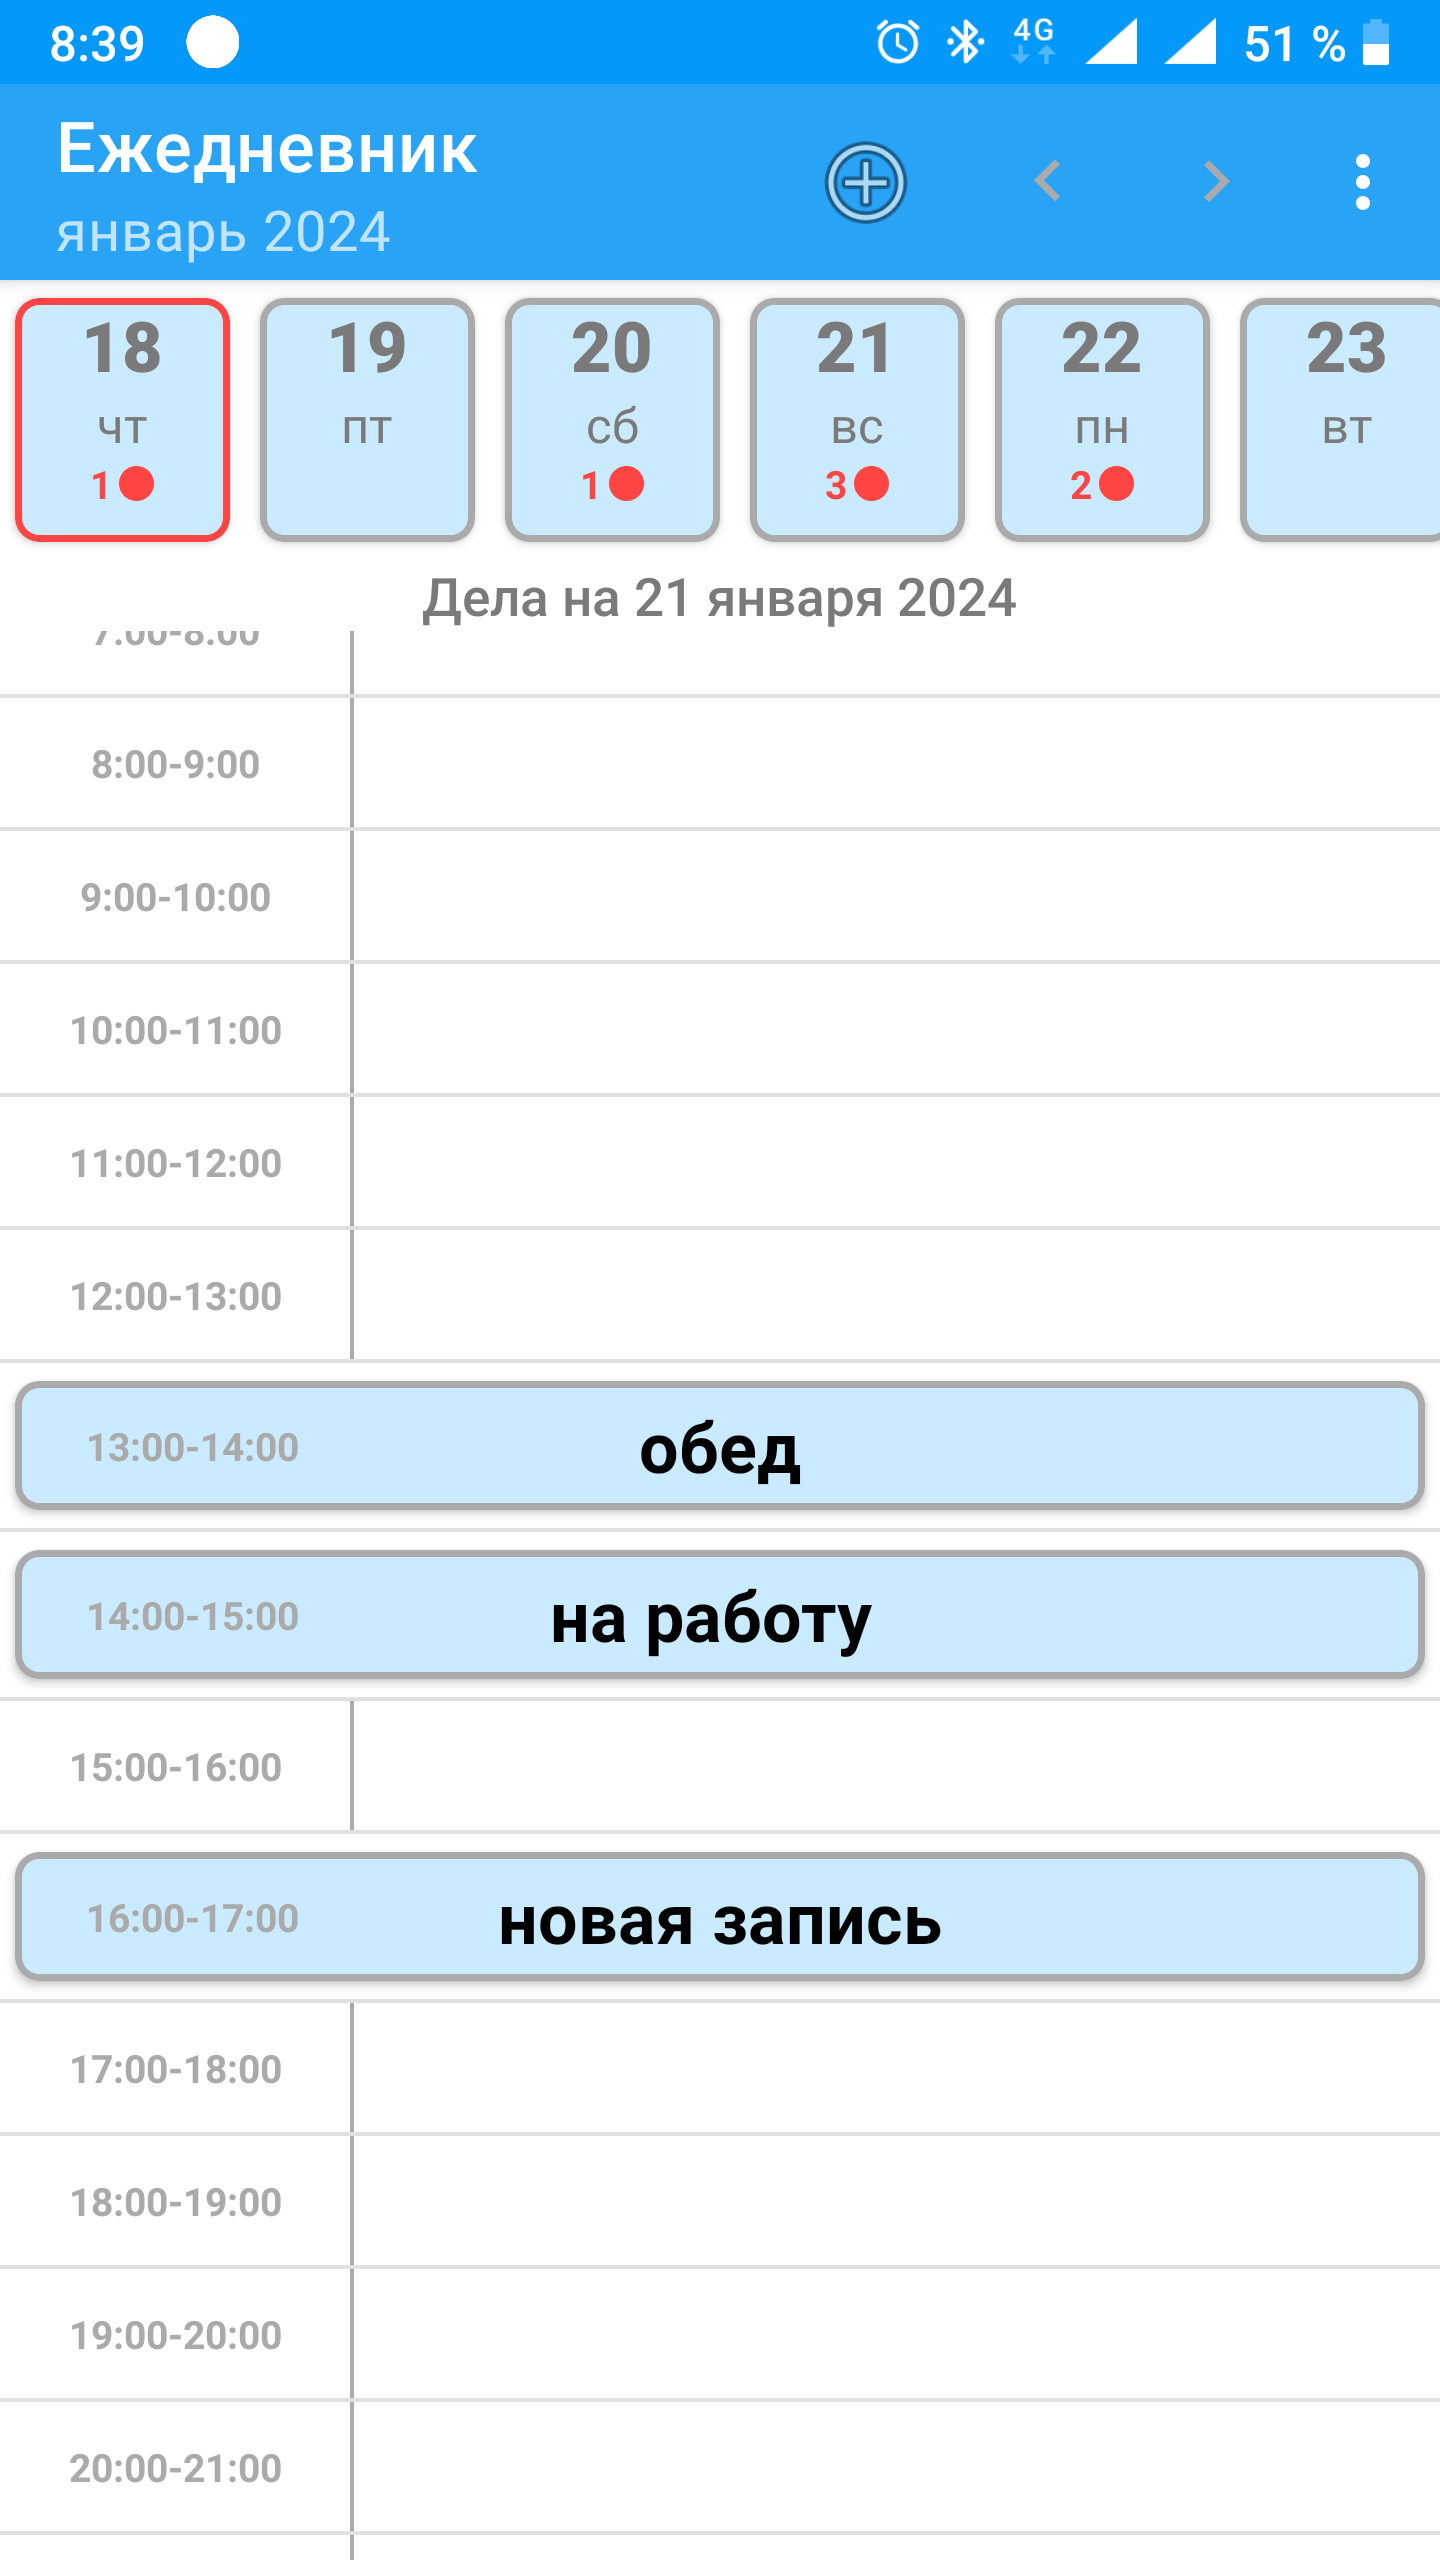 8:39 4G 51 %
Ежедневник
январь 2024
18 19 20 21 22 23
чт пт сб вс пн вт
1 1 3 2
Дела на 21 января 2024
7:00-8:00
8:00-9:00
9:00-10:00
10:00-11:00
11:00-12:00
12:00-13:00
13:00-14:00 обед
14:00-15:00 на работу
15:00-16:00
16:00-17:00 новая запись
17:00-18:00
18:00-19:00
19:00-20:00
20:00-21:00